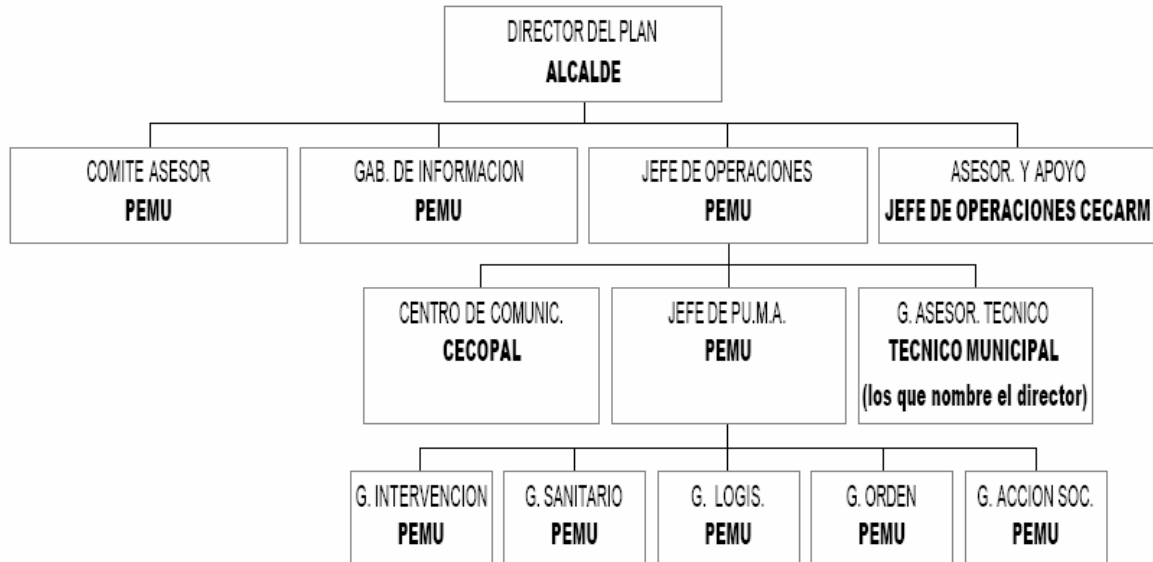 DIRECTOR DEL PLAN
ALCALDE
COMITE ASESOR
PEMU
GAB. DE INFORMACION
PEMU
JEFE DE OPERACIONES
PEMU
ASESOR. Y APOYO
JEFE DE OPERACIONES CECARM
CENTRO DE COMUNIC.
CECOPAL
JEFE DE PU.M.A.
PEMU
G. ASESOR. TECNICO
TECNICO MUNICIPAL
(los que nombre el director)
G. INTERVENCION
PEMU
G. SANITARIO
PEMU
G. LOGIS.
PEMU
G. ORDEN
PEMU
G. ACCION SOC.
PEMU